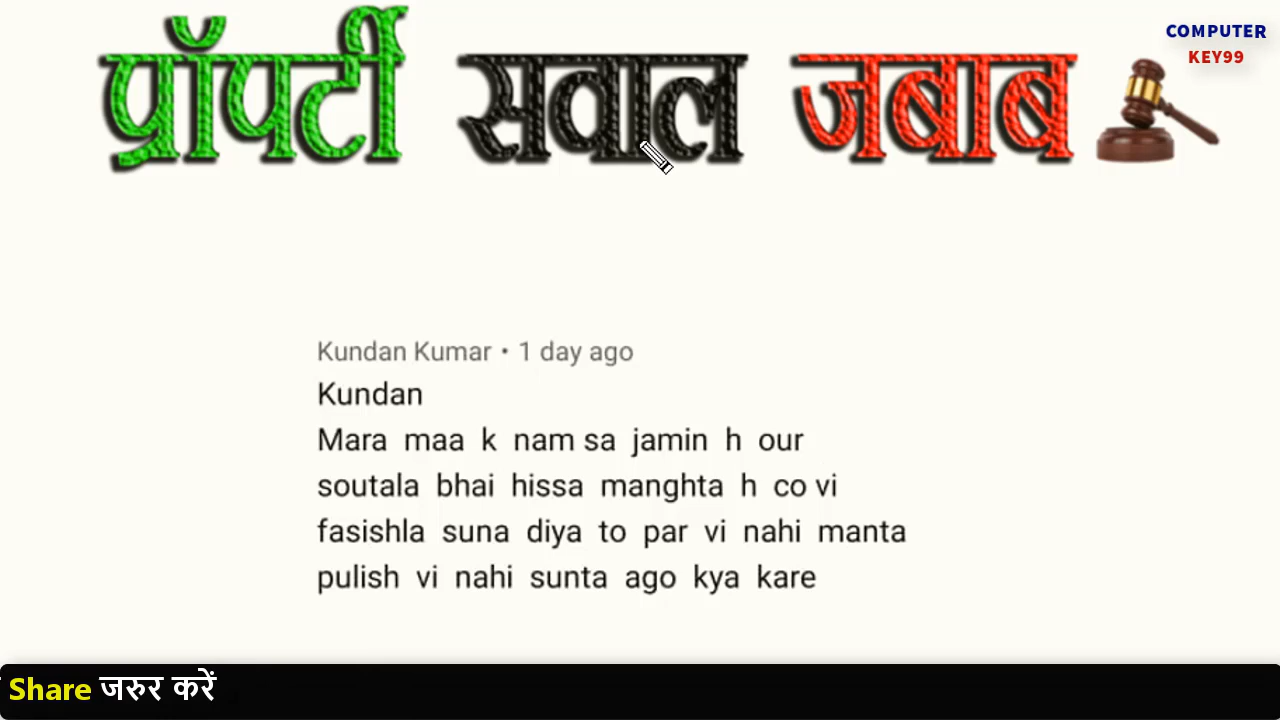 प्रॉपर्टी सवाल जबाब
COMPUTER
KEY99
Kundan Kumar • 1 day ago
Kundan
Mara maa k nam sa jamin h our
soutala bhai hissa manghta h co vi
fasishla suna diya to par vi nahi manta
pulish vi nahi sunta ago kya kare
Share जरुर करें